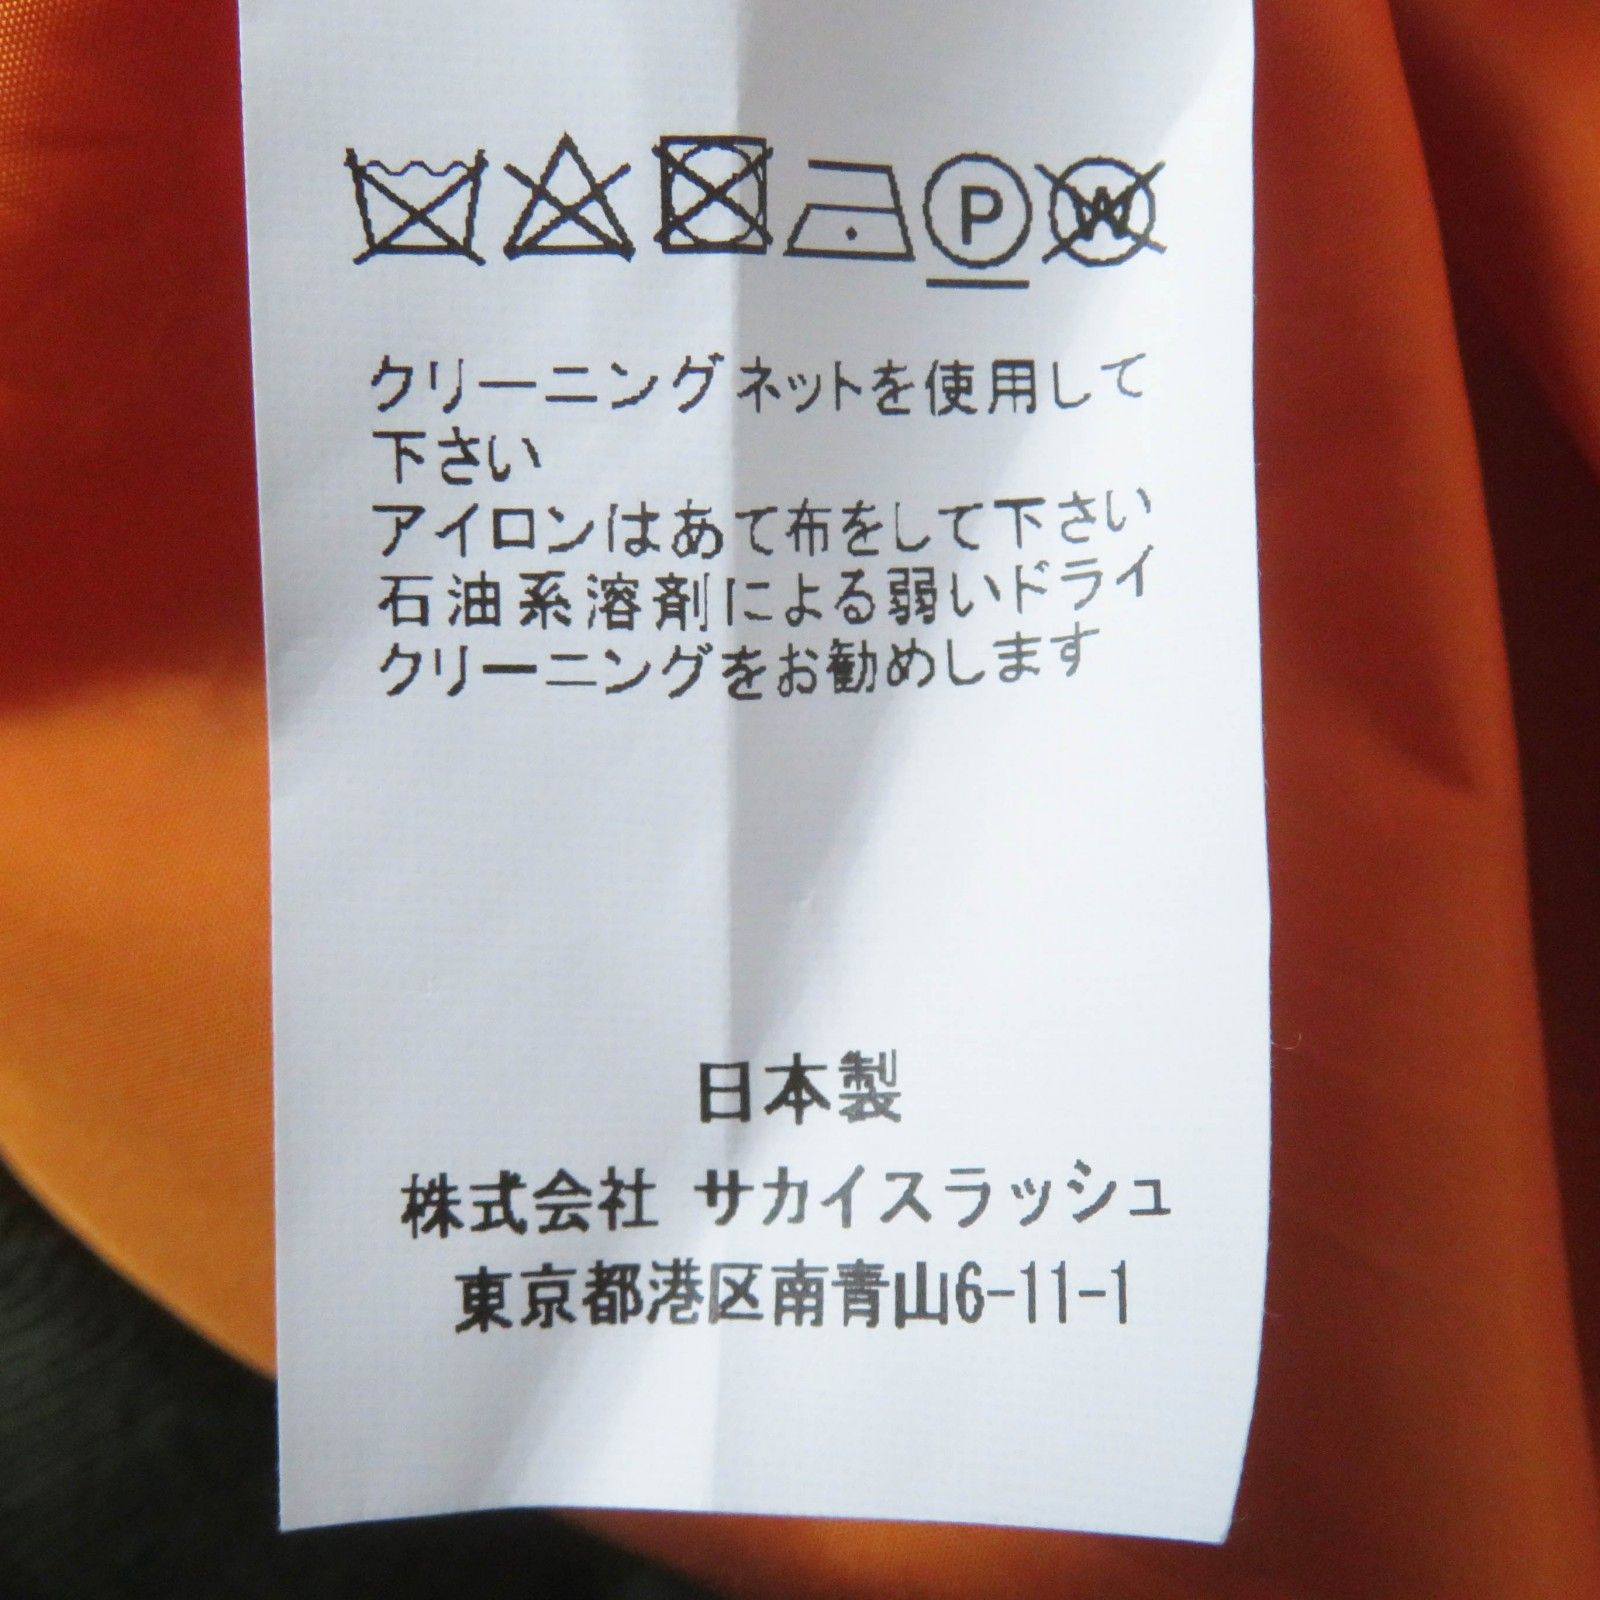 P W
クリーニングネットを使用して
下さい
アイロンはあて布をして下さい
石油系溶剤による弱いドライ
クリーニングをお勧めします
日本製
株式会社 サカイスラッシュ
東京都港区南青山6-11-1